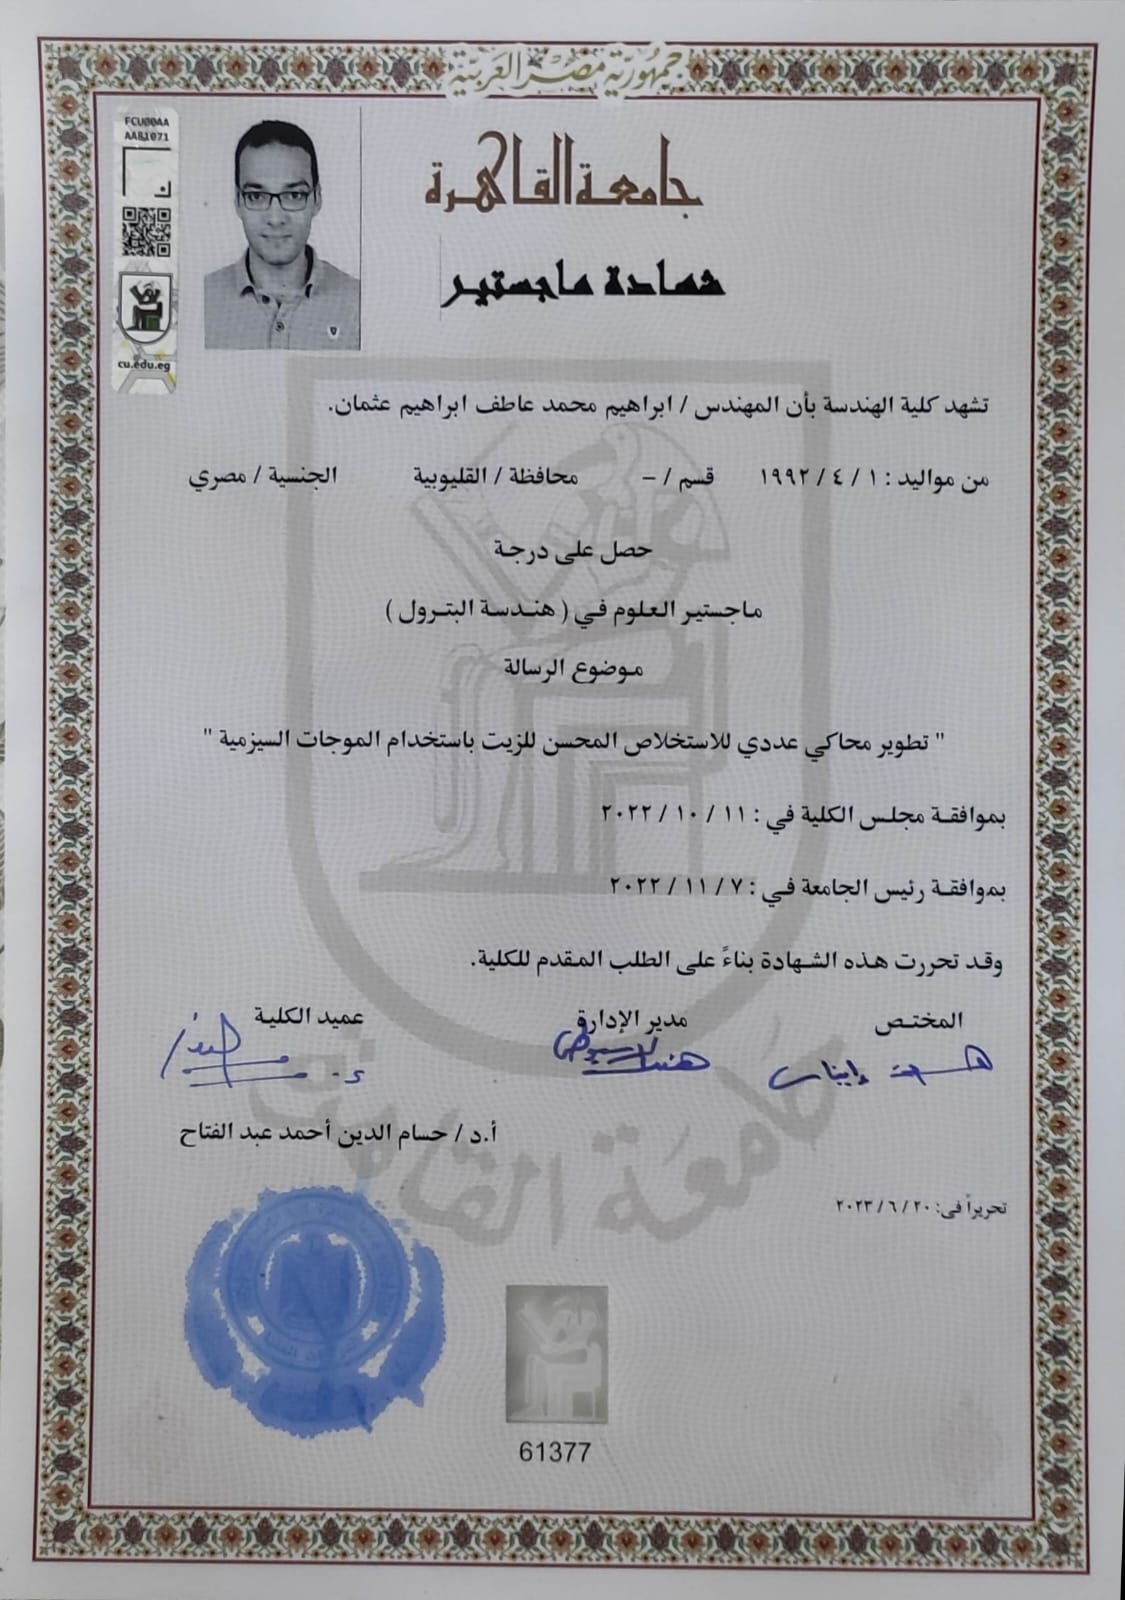 جمهورية مصر العربية
FCU00AA
AA81071
cu.edu.eg
جامعة القاهرة
شهادة ماجستير
تشهد كلية الهندسة بأن المهندس / ابراهيم محمد عاطف ابراهيم عثمان.
من مواليد : ١ / ٤ / ١٩٩٢ قسم / - محافظة / القليوبية الجنسية / مصري
حصل على درجة
ماجستير العلوم في ( هندسة البترول )
موضوع الرسالة
" تطوير محاكي عددي للاستخلاص المحسن للزيت باستخدام الموجات السيزمية "
بموافقة مجلس الكلية في : ١١ / ١٠ / ٢٠٢٢
بموافقة رئيس الجامعة في : ٧ / ١١ / ٢٠٢٢
وقد تحررت هذه الشهادة بناءً على الطلب المقدم للكلية.
المختص مدير الإدارة عميد الكلية
أ.د / حسام الدين أحمد عبد الفتاح
جامعة القاهرة
تحريراً في: ٢٠ / ٦ / ٢٠٢٣
61377